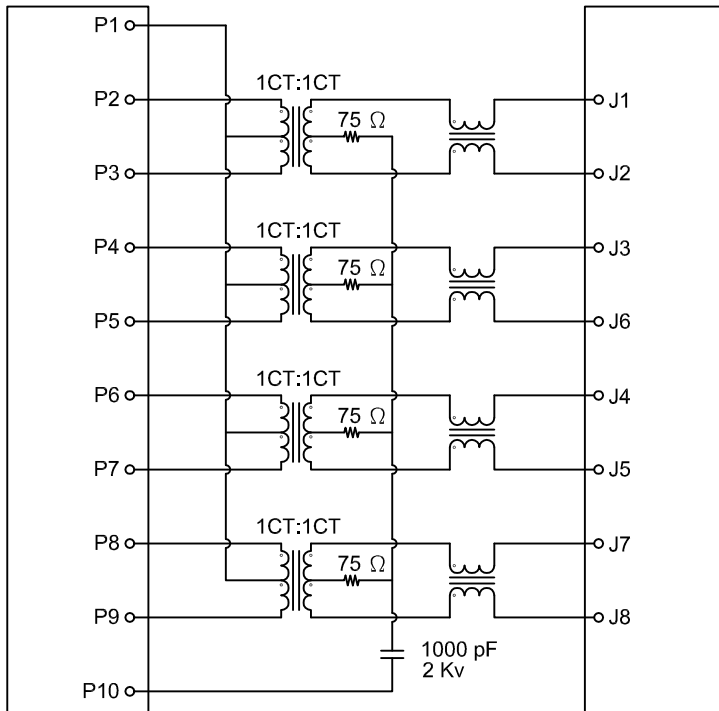 P1
1CT:1CT
P2
75 Ω
J1
P3
J2
1CT:1CT
P4
75 Ω
J3
P5
J6
1CT:1CT
P6
75 Ω
J4
P7
J5
1CT:1CT
P8
75 Ω
J7
P9
J8
1000 pF
2 Kv
P10